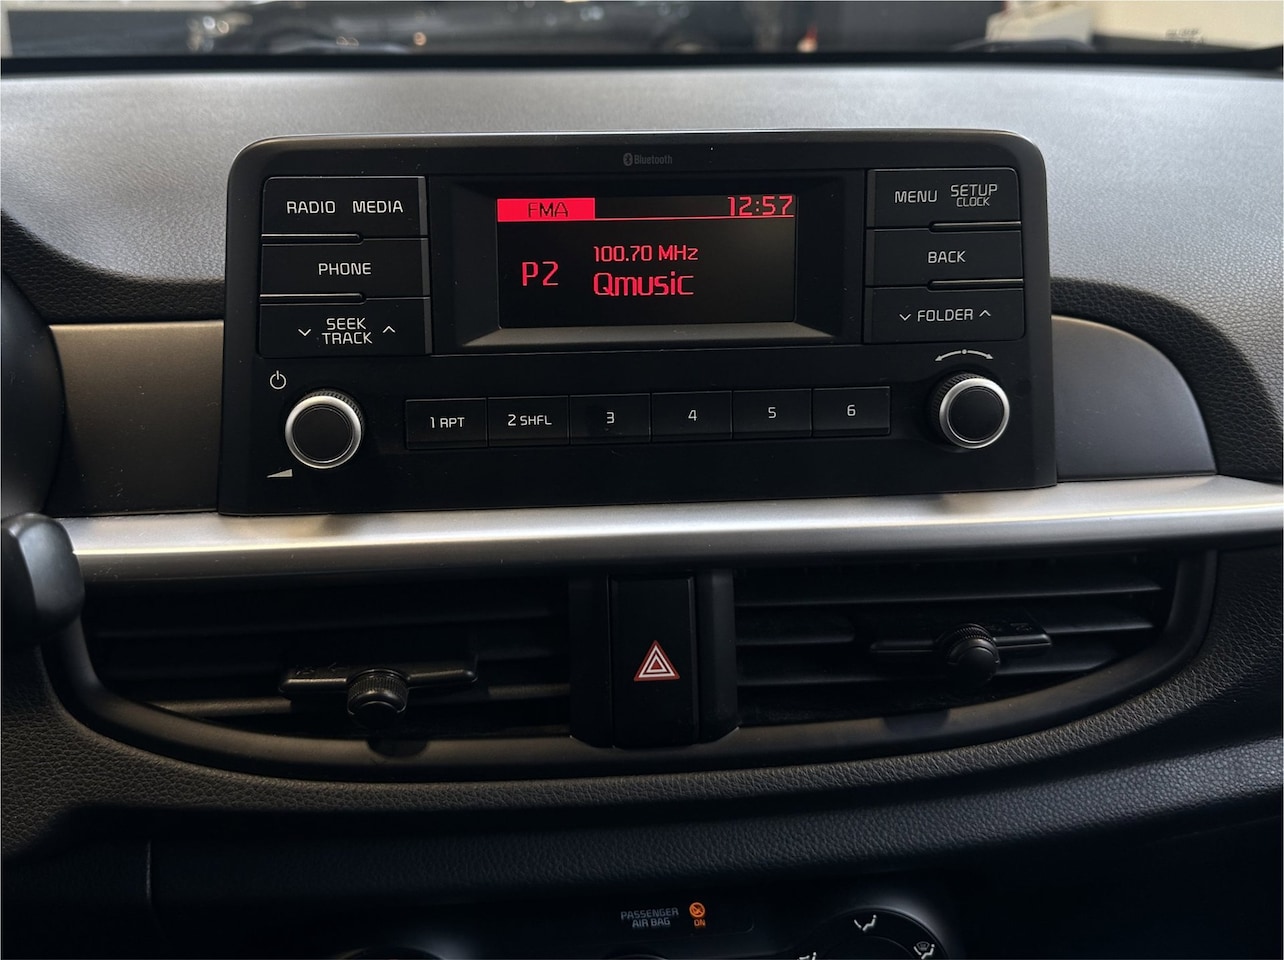 Bluetooth
RADIO MEDIA
PHONE
SEEK
TRACK
FMA 12:57
P2
100.70 MHz
Qmusic
MENU SETUP
CLOCK
BACK
FOLDER
1 RPT
2 SHFL
3
4
5
6
PASSENGER
AIR BAG
ON